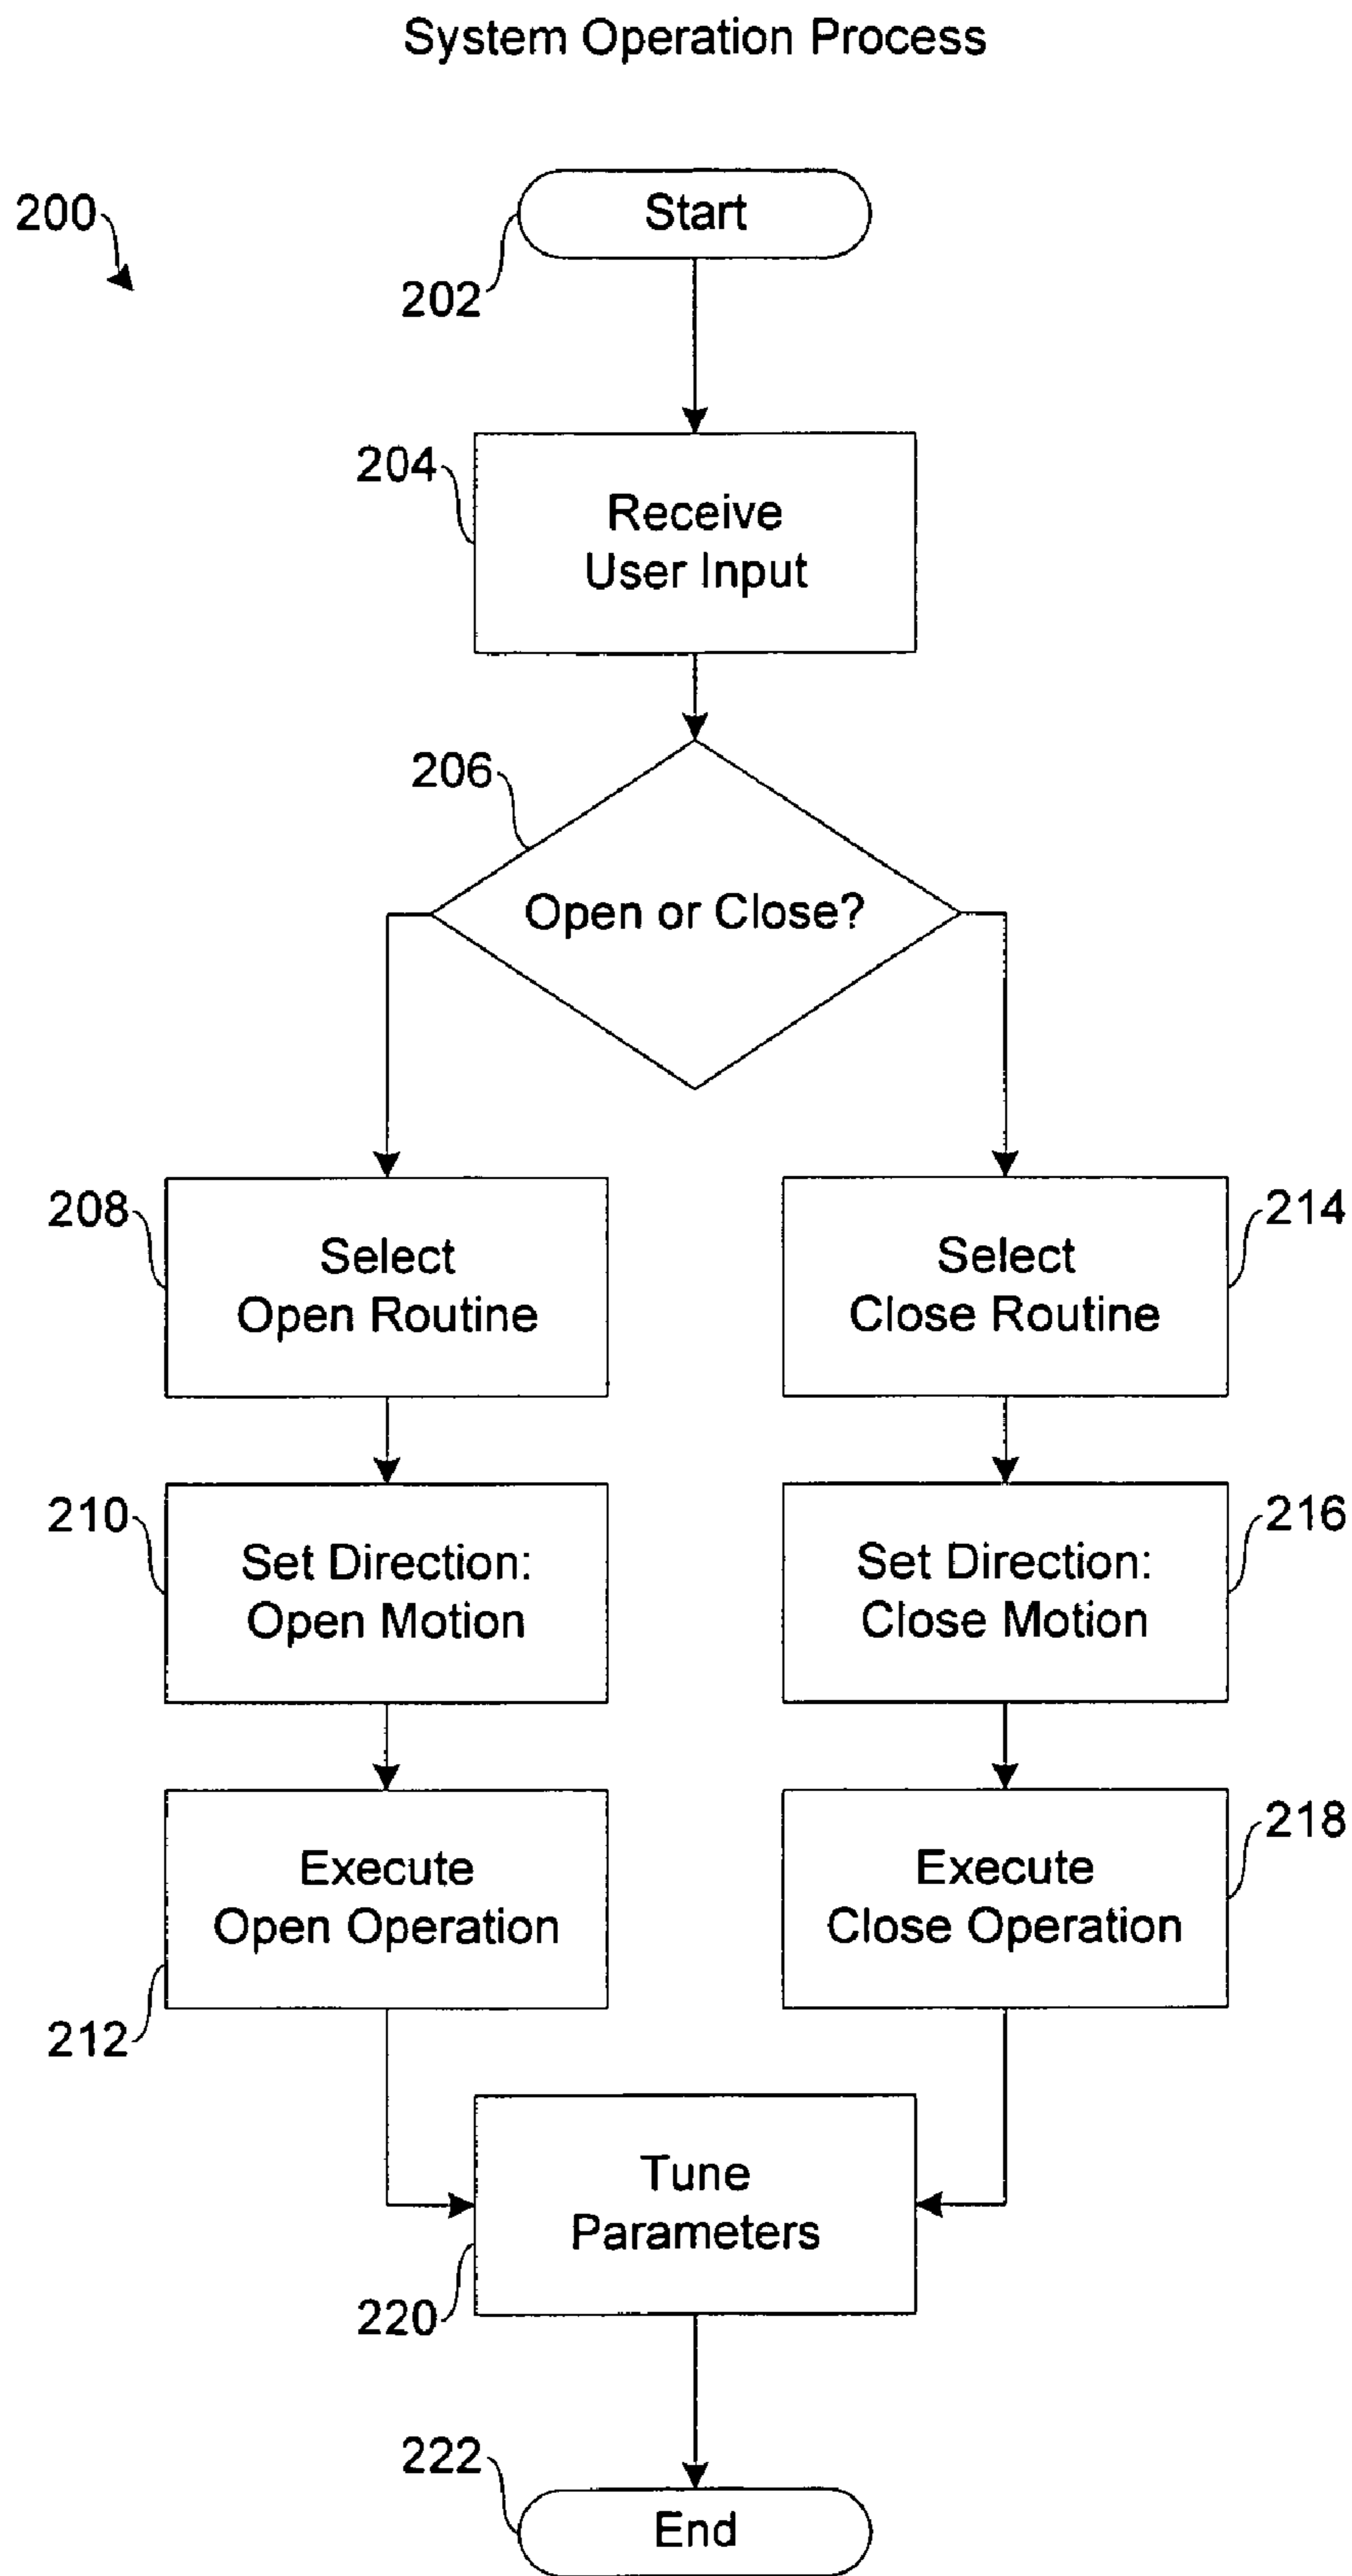 System Operation Process
200
Start
202
204
Receive
User Input
206
Open or Close?
208
Select
Open Routine
214
Select
Close Routine
210
Set Direction:
Open Motion
216
Set Direction:
Close Motion
212
Execute
Open Operation
218
Execute
Close Operation
Tune
Parameters
220
222
End